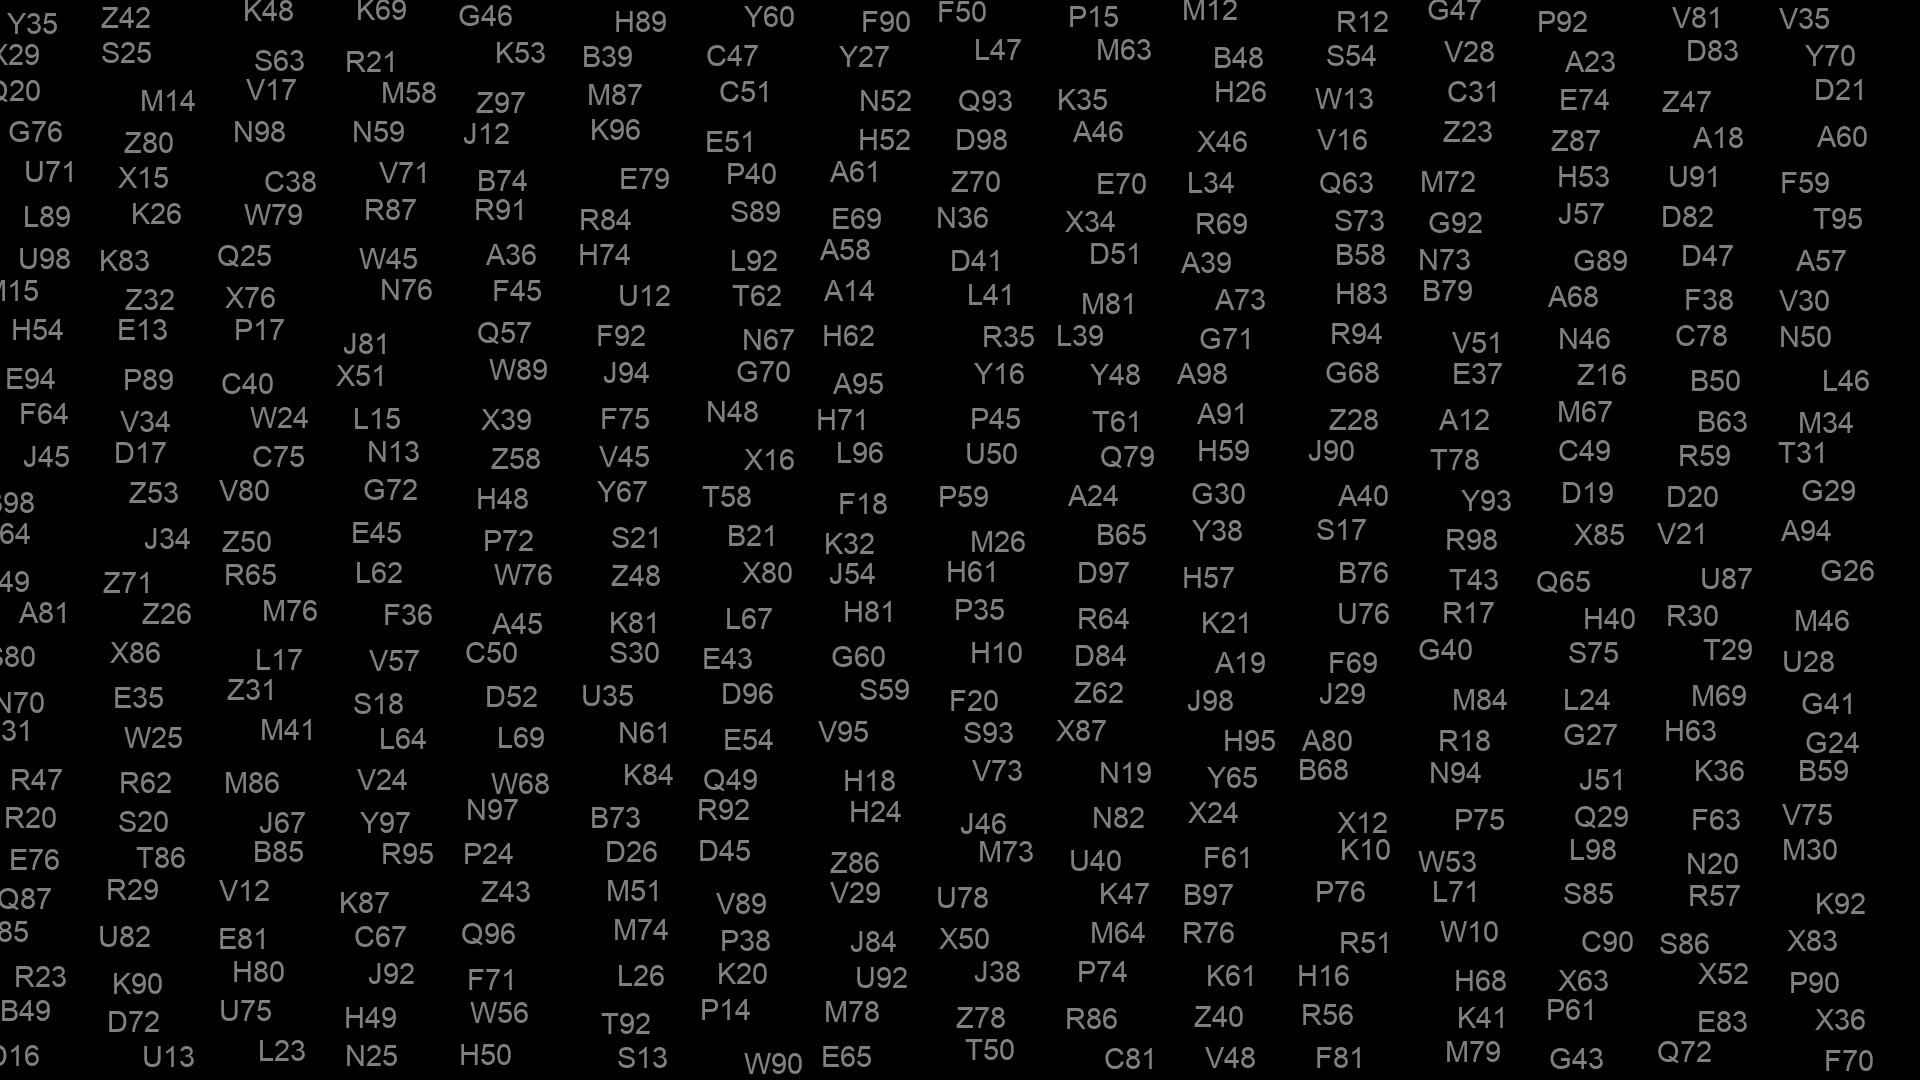 Y35 Z42 K48 K69 G46 H89 Y60 F90 F50 P15 M12 R12 G47 P92 V81 V35
X29 S25 S63 R21 K53 B39 C47 Y27 L47 M63 B48 S54 V28 A23 D83 Y70
Q20 M14 V17 M58 Z97 M87 C51 N52 Q93 K35 H26 W13 C31 E74 Z47 D21
G76 Z80 N98 N59 J12 K96 E51 H52 D98 A46 X46 V16 Z23 Z87 A18 A60
U71 X15 C38 V71 B74 E79 P40 A61 Z70 E70 L34 Q63 M72 H53 U91 F59
L89 K26 W79 R87 R91 R84 S89 E69 N36 X34 R69 S73 G92 J57 D82 T95
U98 K83 Q25 W45 A36 H74 L92 A58 D41 D51 A39 B58 N73 G89 D47 A57
M15 Z32 X76 N76 F45 U12 T62 A14 L41 M81 A73 H83 B79 A68 F38 V30
H54 E13 P17 J81 Q57 F92 N67 H62 R35 L39 G71 R94 V51 N46 C78 N50
E94 P89 C40 X51 W89 J94 G70 A95 Y16 Y48 A98 G68 E37 Z16 B50 L46
F64 V34 W24 L15 X39 F75 N48 H71 P45 T61 A91 Z28 A12 M67 B63 M34
J45 D17 C75 N13 Z58 V45 X16 L96 U50 Q79 H59 J90 T78 C49 R59 T31
98 Z53 V80 G72 H48 Y67 T58 F18 P59 A24 G30 A40 Y93 D19 D20 G29
64 J34 Z50 E45 P72 S21 B21 K32 M26 B65 Y38 S17 R98 X85 V21 A94
49 Z71 R65 L62 W76 Z48 X80 J54 H61 D97 H57 B76 T43 Q65 U87 G26
A81 Z26 M76 F36 A45 K81 L67 H81 P35 R64 K21 U76 R17 H40 R30 M46
80 X86 L17 V57 C50 S30 E43 G60 H10 D84 A19 F69 G40 S75 T29 U28
N70 E35 Z31 S18 D52 U35 D96 S59 F20 Z62 J98 J29 M84 L24 M69 G41
31 W25 M41 L64 L69 N61 E54 V95 S93 X87 H95 A80 R18 G27 H63 G24
R47 R62 M86 V24 W68 K84 Q49 H18 V73 N19 Y65 B68 N94 J51 K36 B59
R20 S20 J67 Y97 N97 B73 R92 H24 J46 N82 X24 X12 P75 Q29 F63 V75
E76 T86 B85 R95 P24 D26 D45 Z86 M73 U40 F61 K10 W53 L98 N20 M30
Q87 R29 V12 K87 Z43 M51 V89 V29 U78 K47 B97 P76 L71 S85 R57 K92
85 U82 E81 C67 Q96 M74 P38 J84 X50 M64 R76 R51 W10 C90 S86 X83
R23 K90 H80 J92 F71 L26 K20 U92 J38 P74 K61 H16 H68 X63 X52 P90
B49 D72 U75 H49 W56 T92 P14 M78 Z78 R86 Z40 R56 K41 P61 E83 X36
16 U13 L23 N25 H50 S13 W90 E65 T50 C81 V48 F81 M79 G43 Q72 F70